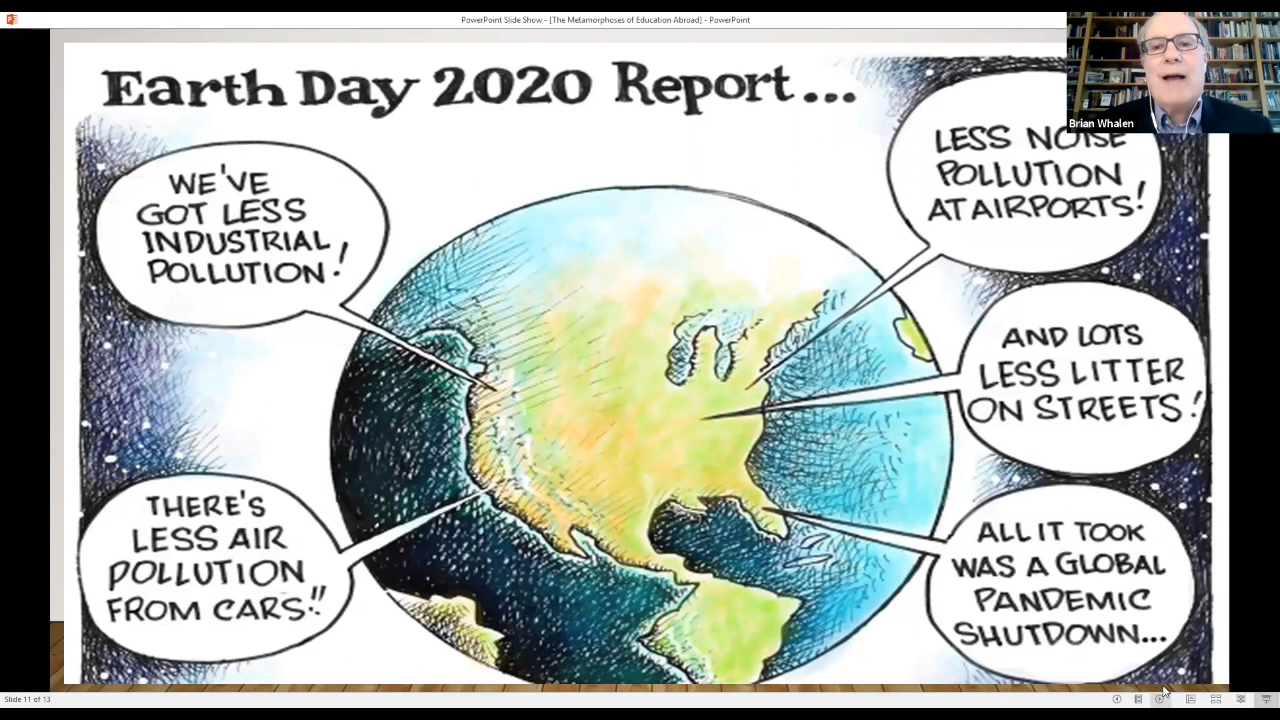 PowerPoint Slide Show - [The Metamorphoses of Education Abroad] - PowerPoint
Earth Day 2020 Report...
WE'VE
GOT LESS
INDUSTRIAL
POLLUTION!
THERE'S
LESS AIR
POLLUTION
FROM CARS!!
LESS NOISE
POLLUTION
AT AIRPORTS!
AND LOTS
LESS LITTER
ON STREETS!
ALL IT TOOK
WAS A GLOBAL
PANDEMIC
SHUTDOWN...
Brian Whalen
Slide 11 of 13